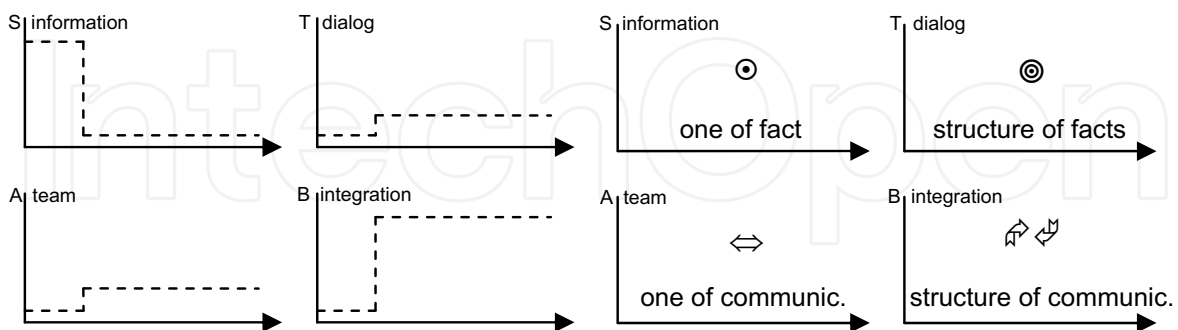 S information
T dialog
S information
one of fact
T dialog
structure of facts
A team
B integration
A team
one of communic.
B integration
structure of communic.
IntechOpen